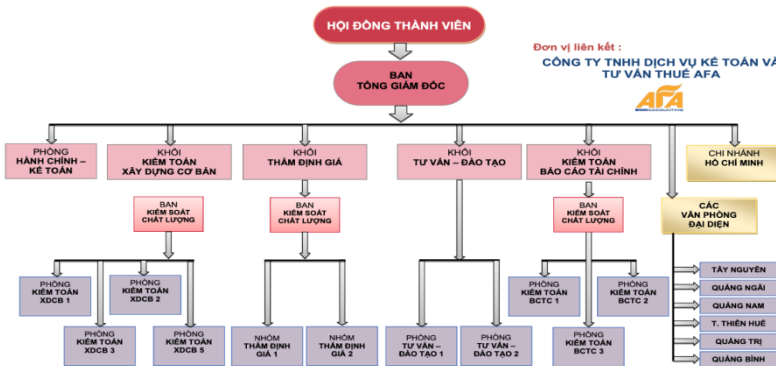 HỘI ĐỒNG THÀNH VIÊN
Đơn vị liên kết :
CÔNG TY TNHH DỊCH VỤ KẾ TOÁN VÀ
TƯ VẤN THUẾ AFA
AFA
BAN
TỔNG GIÁM ĐỐC
PHÒNG
HÀNH CHÍNH –
KẾ TOÁN
KHỐI
KIỂM TOÁN
XÂY DỰNG CƠ BẢN
KHỐI
THẨM ĐỊNH GIÁ
KHỐI
TƯ VẤN – ĐÀO TẠO
KHỐI
KIỂM TOÁN
BÁO CÁO TÀI CHÍNH
CHI NHÁNH
HỒ CHÍ MINH
BAN
KIỂM SOÁT
CHẤT LƯỢNG
BAN
KIỂM SOÁT
CHẤT LƯỢNG
BAN
KIỂM SOÁT
CHẤT LƯỢNG
CÁC
VĂN PHÒNG
ĐẠI DIỆN
PHÒNG
KIỂM TOÁN
XDCB 1
PHÒNG
KIỂM TOÁN
XDCB 2
PHÒNG
KIỂM TOÁN
XDCB 3
PHÒNG
KIỂM TOÁN
XDCB 5
NHÓM
THẨM ĐỊNH
GIÁ 1
NHÓM
THẨM ĐỊNH
GIÁ 2
PHÒNG
TƯ VẤN –
ĐÀO TẠO 1
PHÒNG
TƯ VẤN –
ĐÀO TẠO 2
PHÒNG
KIỂM TOÁN
BCTC 1
PHÒNG
KIỂM TOÁN
BCTC 2
PHÒNG
KIỂM TOÁN
BCTC 3
TÂY NGUYÊN
QUẢNG NGÃI
QUẢNG NAM
T. THIÊN HUẾ
QUẢNG TRỊ
QUẢNG BÌNH